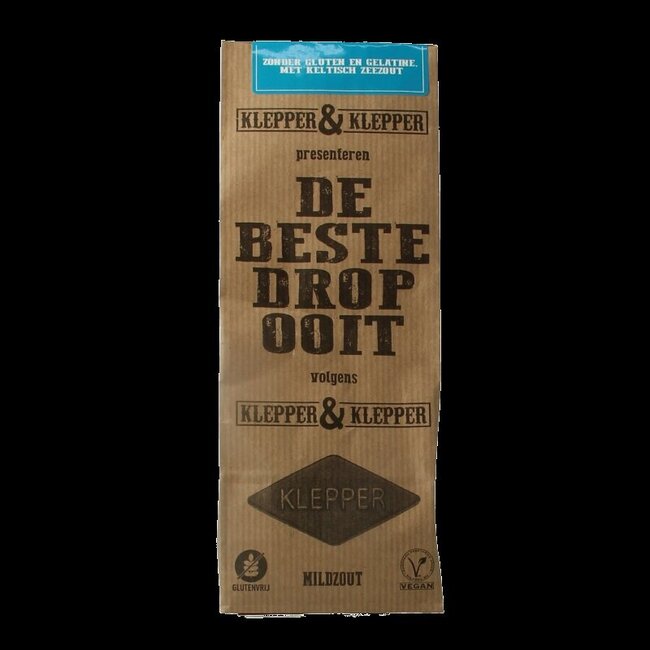 ZONDER GLUTEN EN GELATINE.
MET KELTISCH ZEEZOUT
KLEPPER & KLEPPER
presenteren
DE
BESTE
DROP
OOIT
volgens
KLEPPER & KLEPPER
KLEPPER
MILDZOUT
GLUTENVRIJ
VEGAN